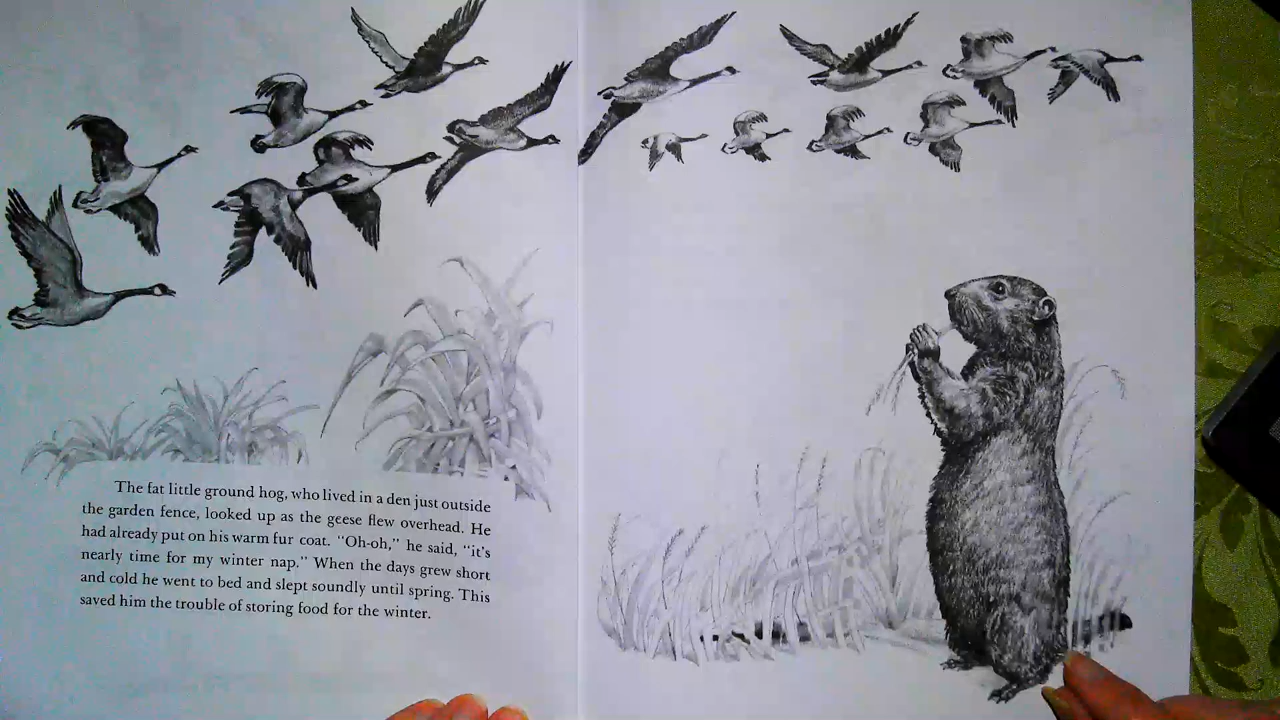 The fat little ground hog, who lived in a den just outside
the garden fence, looked up as the geese flew overhead. He
had already put on his warm fur coat. "Oh-oh," he said, "it's
nearly time for my winter nap." When the days grew short
and cold he went to bed and slept soundly until spring. This
saved him the trouble of storing food for the winter.